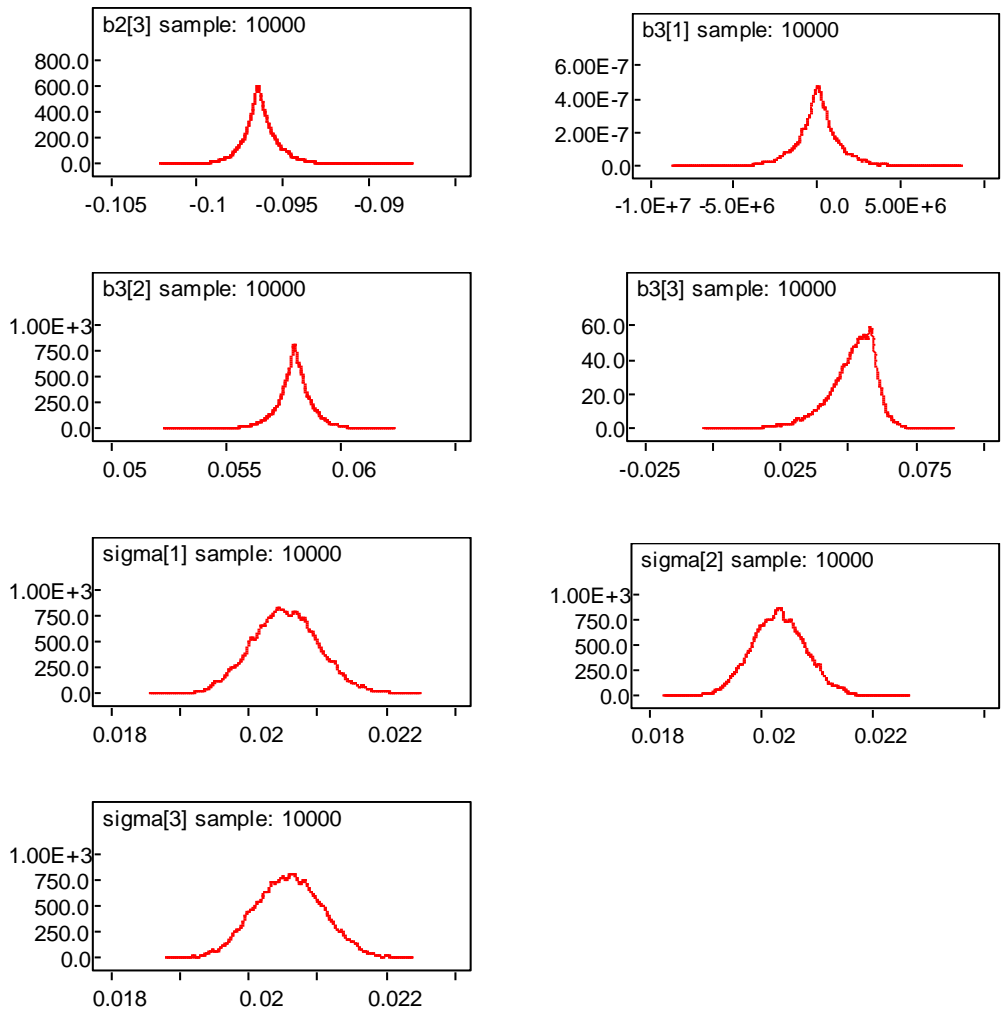 b2[3] sample: 10000
800.0
600.0
400.0
200.0
0.0
-0.105 -0.1 -0.095 -0.09
b3[1] sample: 10000
6.00E-7
4.00E-7
2.00E-7
0.0
-1.0E+7 -5.0E+6 0.0 5.00E+6
b3[2] sample: 10000
1.00E+3
750.0
500.0
250.0
0.0
0.05 0.055 0.06
b3[3] sample: 10000
60.0
40.0
20.0
0.0
-0.025 0.025 0.075
sigma[1] sample: 10000
1.00E+3
750.0
500.0
250.0
0.0
0.018 0.02 0.022
sigma[2] sample: 10000
1.00E+3
750.0
500.0
250.0
0.0
0.018 0.02 0.022
sigma[3] sample: 10000
1.00E+3
750.0
500.0
250.0
0.0
0.018 0.02 0.022